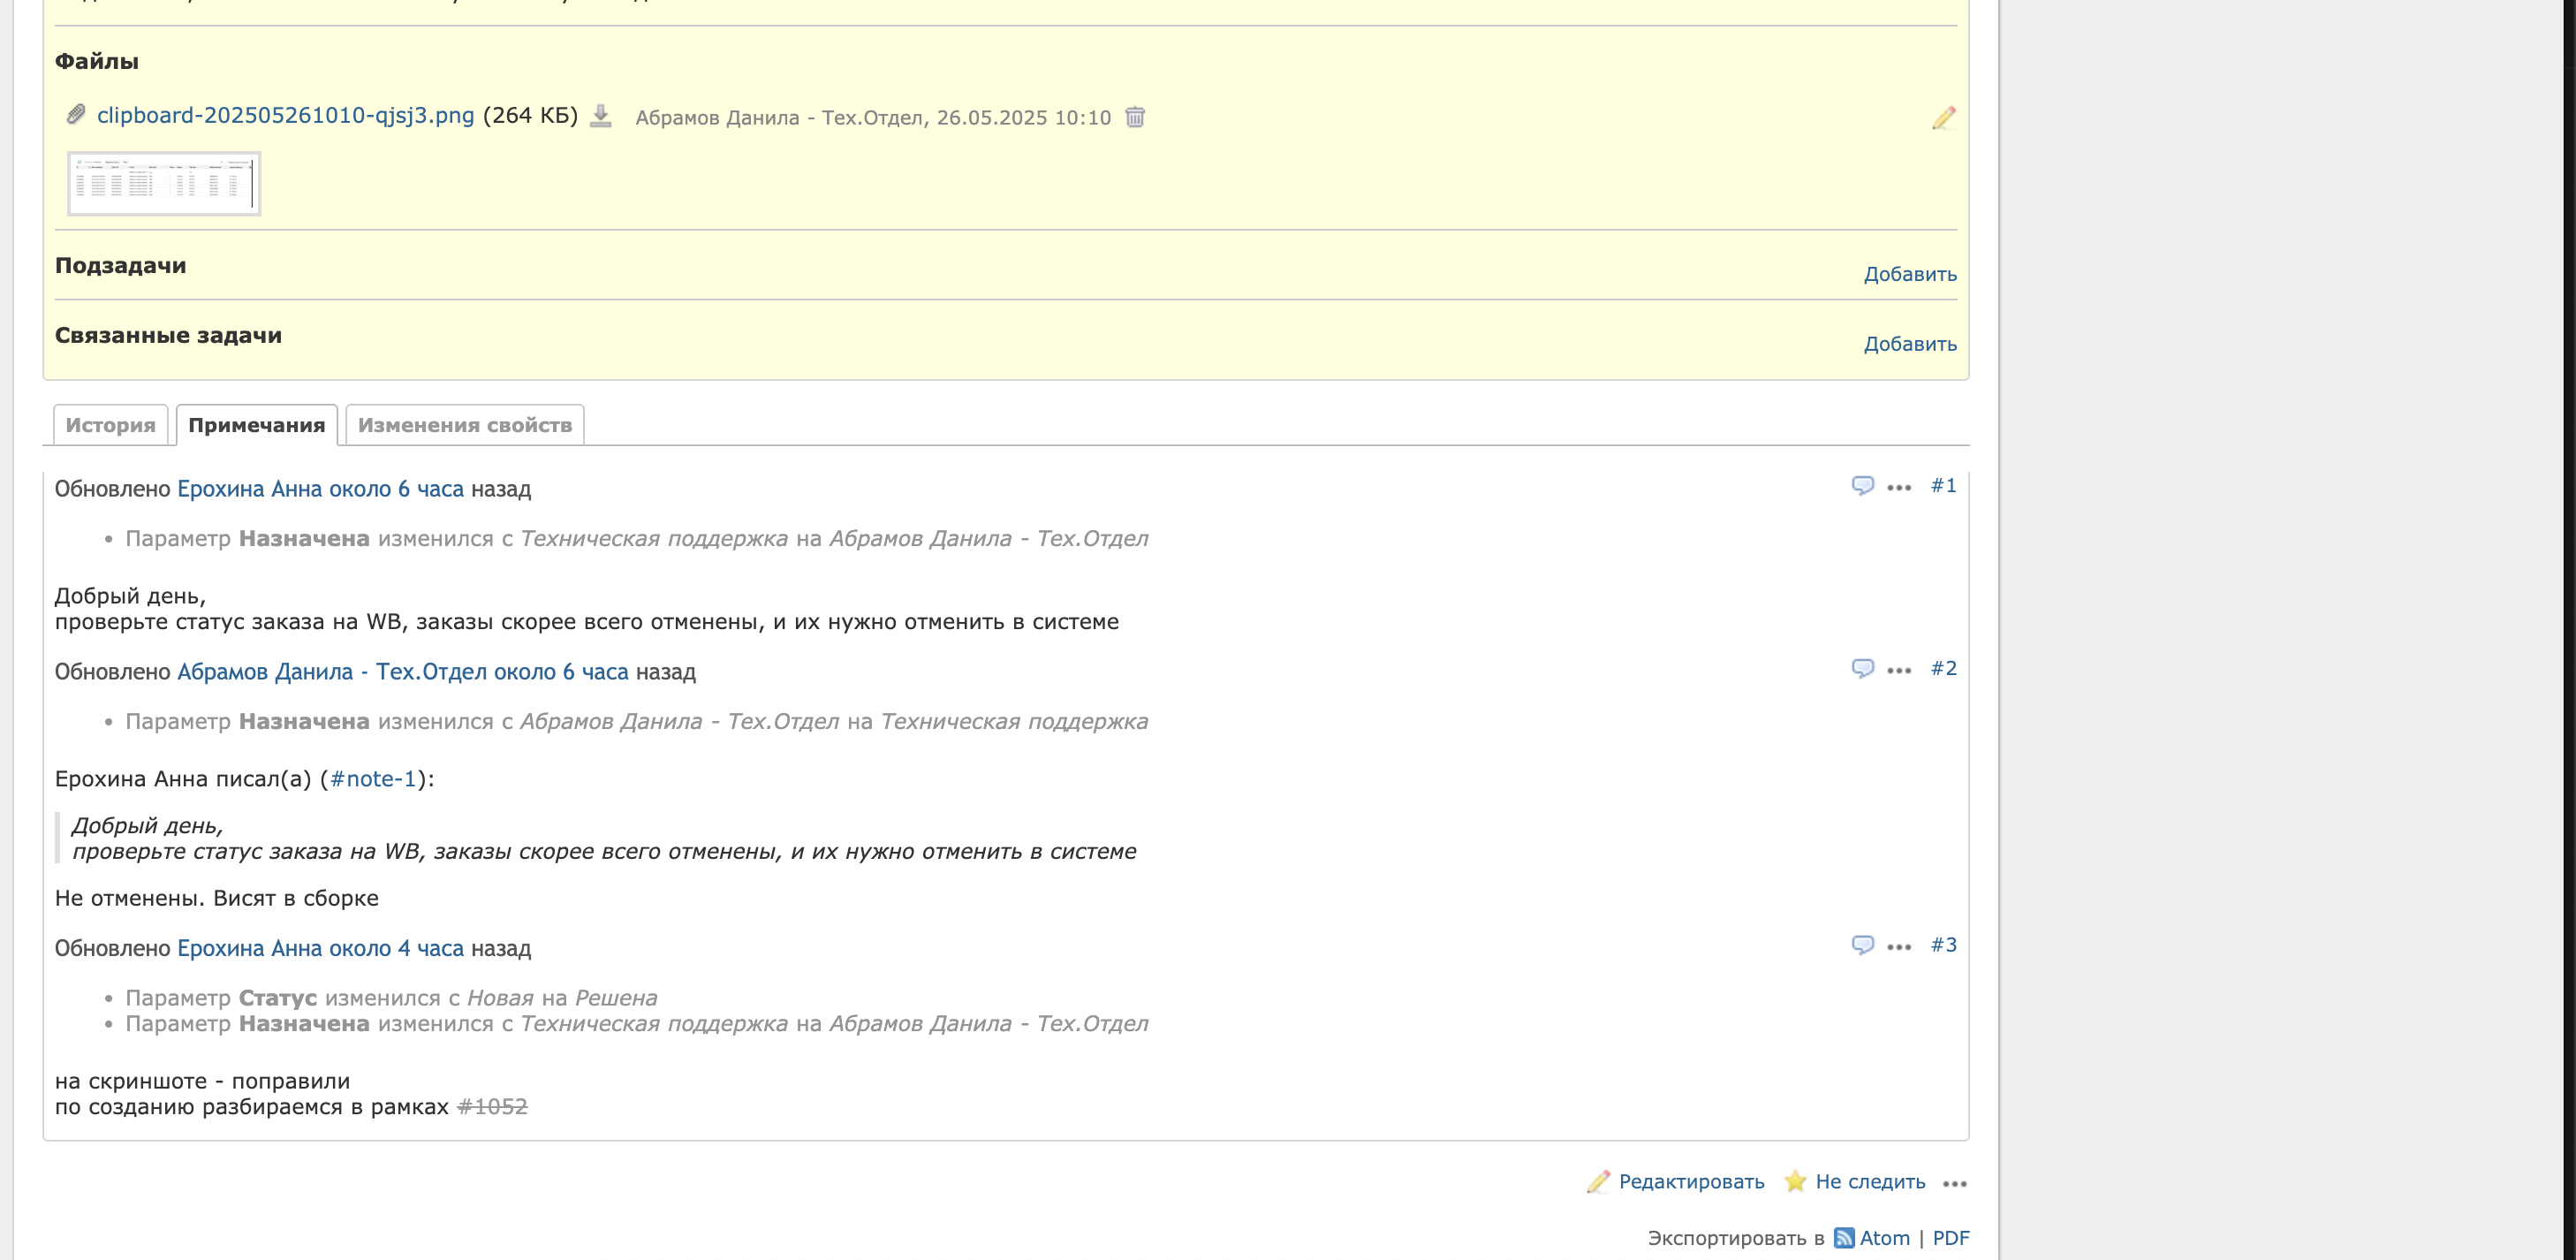 Файлы
clipboard-202505261010-qjsj3.png (264 КБ) Абрамов Данила - Тех.Отдел, 26.05.2025 10:10
Подзадачи
Добавить
Связанные задачи
Добавить
История Примечания Изменения свойств
Обновлено Ерохина Анна около 6 часа назад #1
• Параметр Назначена изменился с Техническая поддержка на Абрамов Данила - Тех.Отдел
Добрый день,
проверьте статус заказа на WB, заказы скорее всего отменены, и их нужно отменить в системе
Обновлено Абрамов Данила - Тех.Отдел около 6 часа назад #2
• Параметр Назначена изменился с Абрамов Данила - Тех.Отдел на Техническая поддержка
Ерохина Анна писал(а) (#note-1):
Добрый день,
проверьте статус заказа на WB, заказы скорее всего отменены, и их нужно отменить в системе
Не отменены. Висят в сборке
Обновлено Ерохина Анна около 4 часа назад #3
• Параметр Статус изменился с Новая на Решена
• Параметр Назначена изменился с Техническая поддержка на Абрамов Данила - Тех.Отдел
на скриншоте - поправили
по созданию разбираемся в рамках #1052
Редактировать Не следить
Экспортировать в Atom | PDF